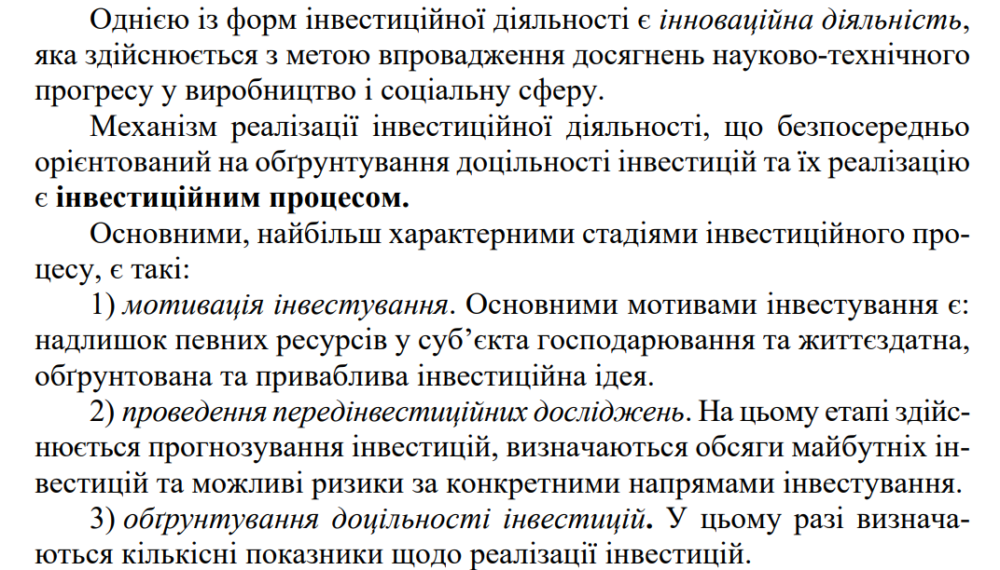 Однією із форм інвестиційної діяльності є інноваційна діяльність,
яка здійснюється з метою впровадження досягнень науково-технічного
прогресу у виробництво і соціальну сферу.
Механізм реалізації інвестиційної діяльності, що безпосередньо
орієнтований на обґрунтування доцільності інвестицій та їх реалізацію
є інвестиційним процесом.
Основними, найбільш характерними стадіями інвестиційного про-
цесу, є такі:
1) мотивація інвестування. Основними мотивами інвестування є:
надлишок певних ресурсів у суб’єкта господарювання та життєздатна,
обґрунтована та приваблива інвестиційна ідея.
2) проведення передінвестиційних досліджень. На цьому етапі здійс-
нюється прогнозування інвестицій, визначаються обсяги майбутніх ін-
вестицій та можливі ризики за конкретними напрямами інвестування.
3) обґрунтування доцільності інвестицій. У цьому разі визнача-
ються кількісні показники щодо реалізації інвестицій.